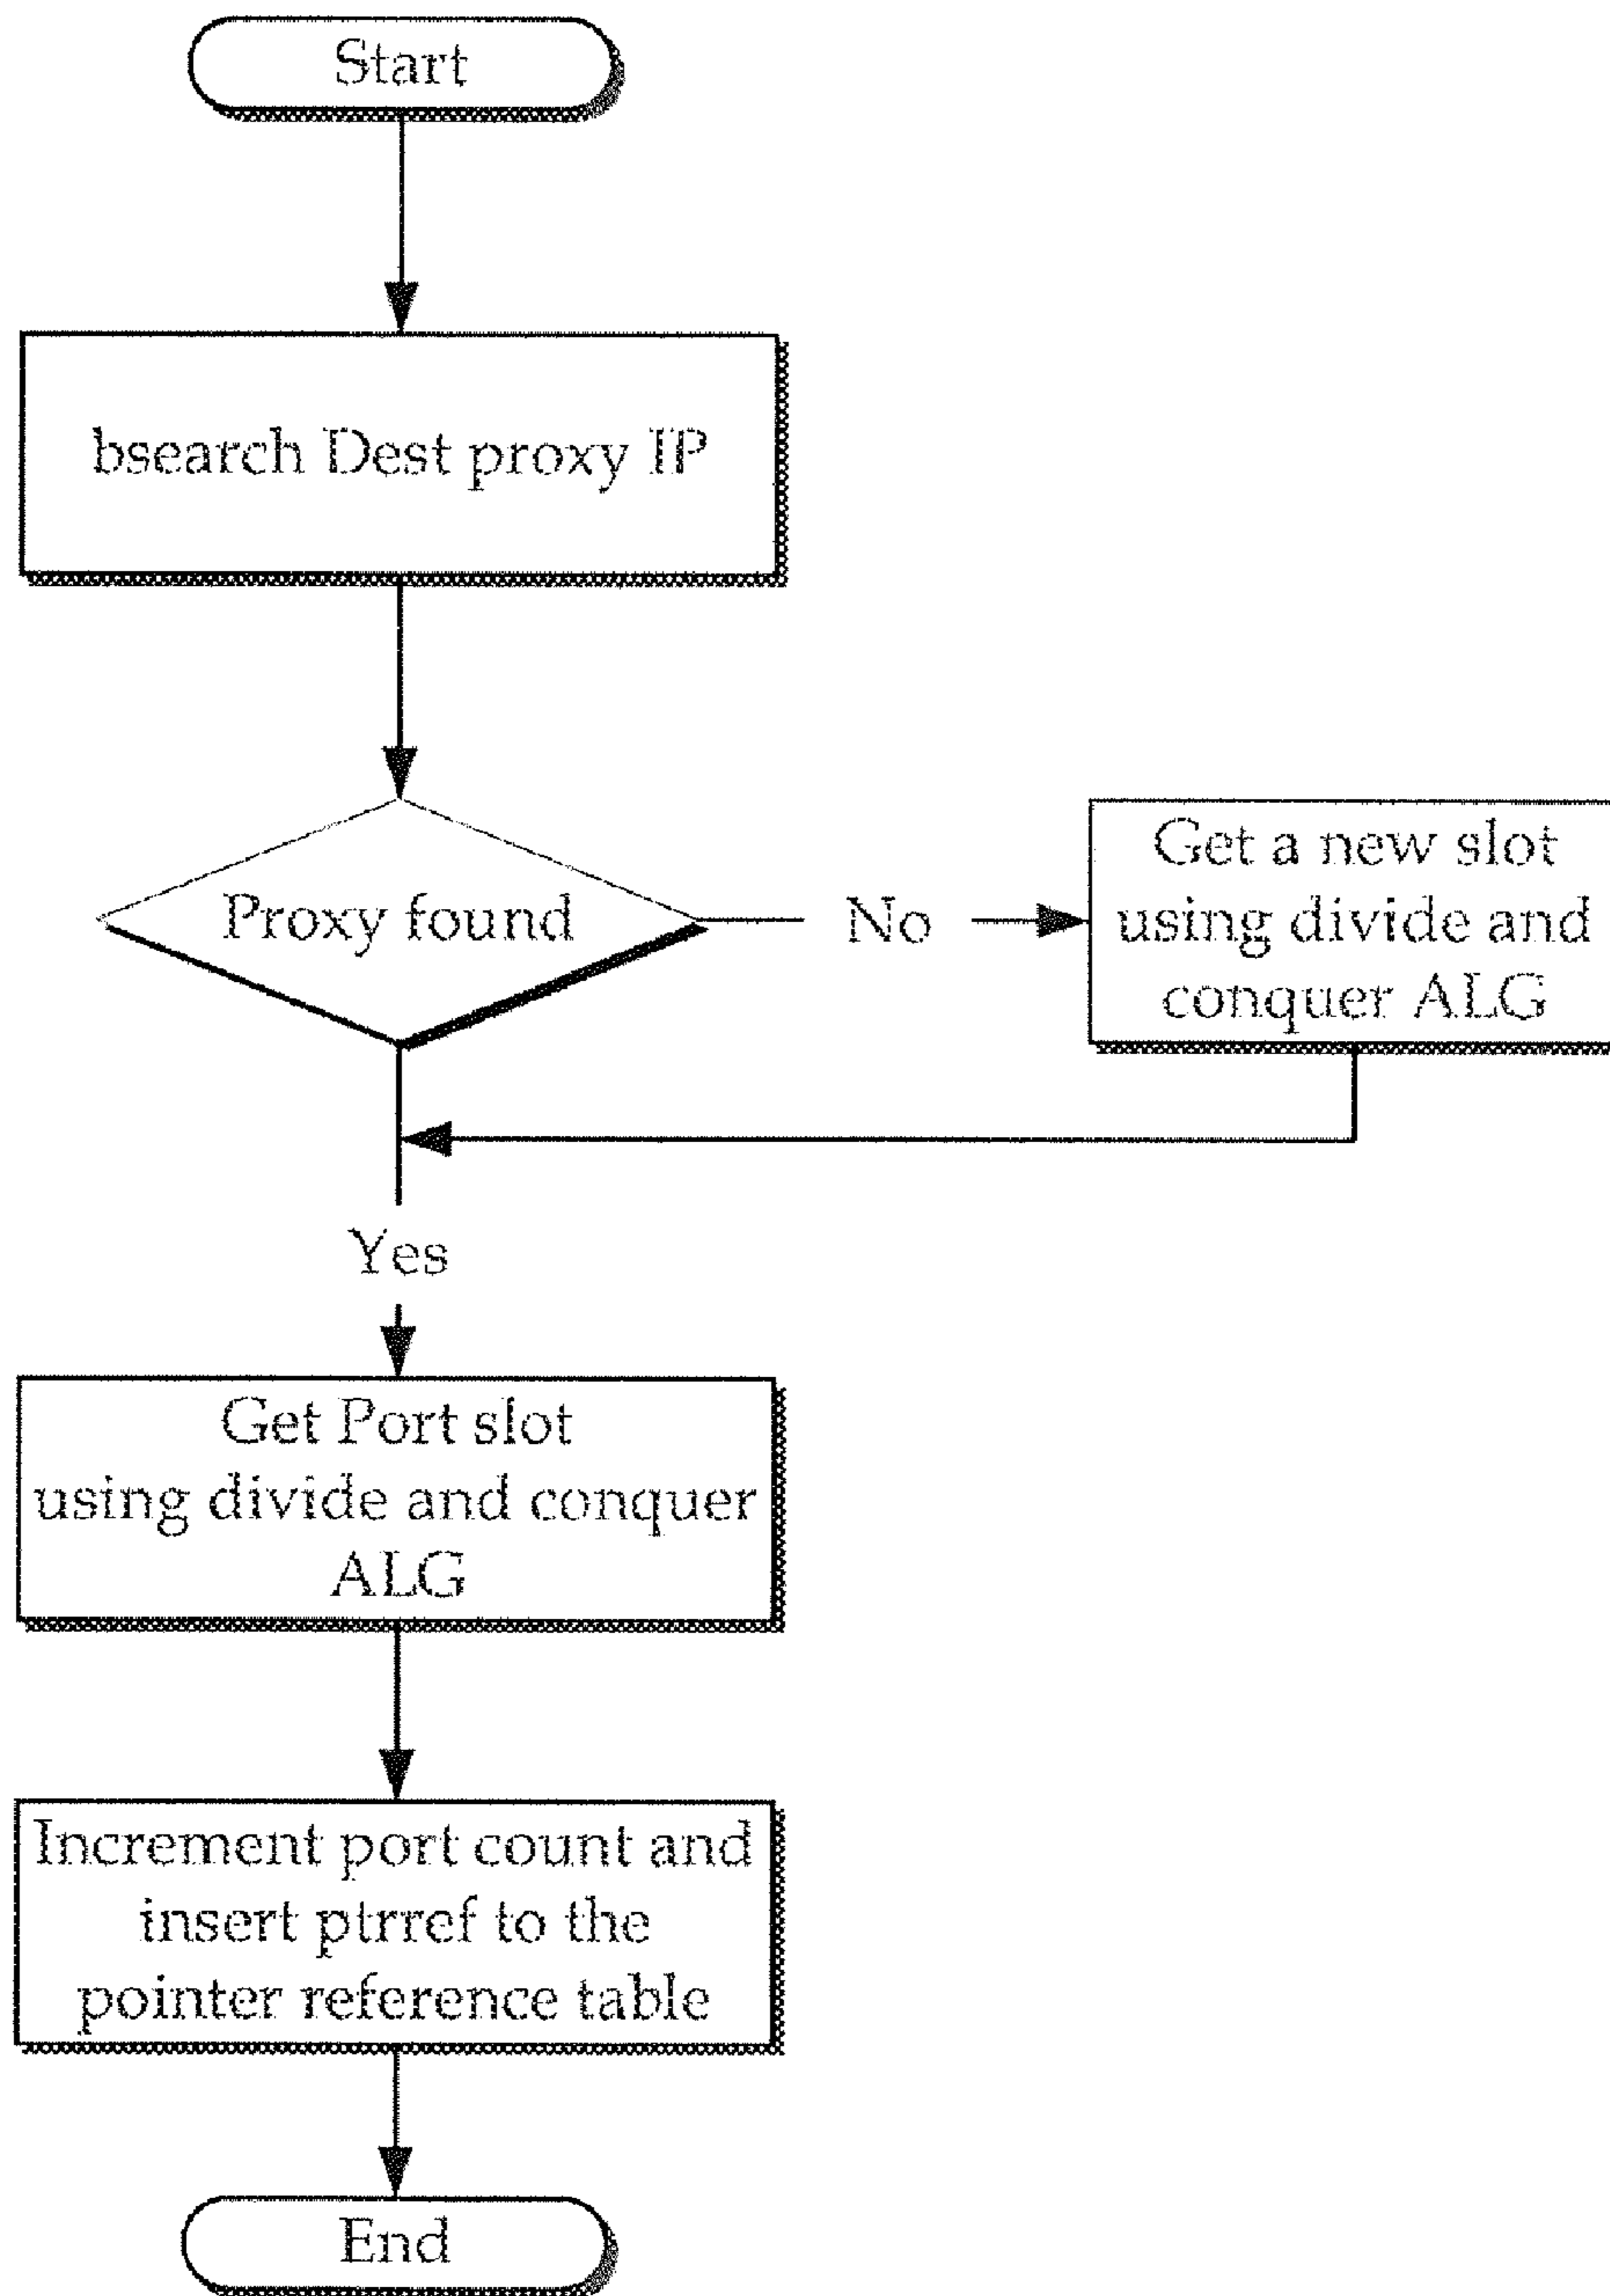 Start
bsearch Dest proxy IP
Proxy found
No
Get a new slot
using divide and
conquer ALG
Yes
Get Port slot
using divide and conquer
ALG
Increment port count and
insert ptrref to the
pointer reference table
End